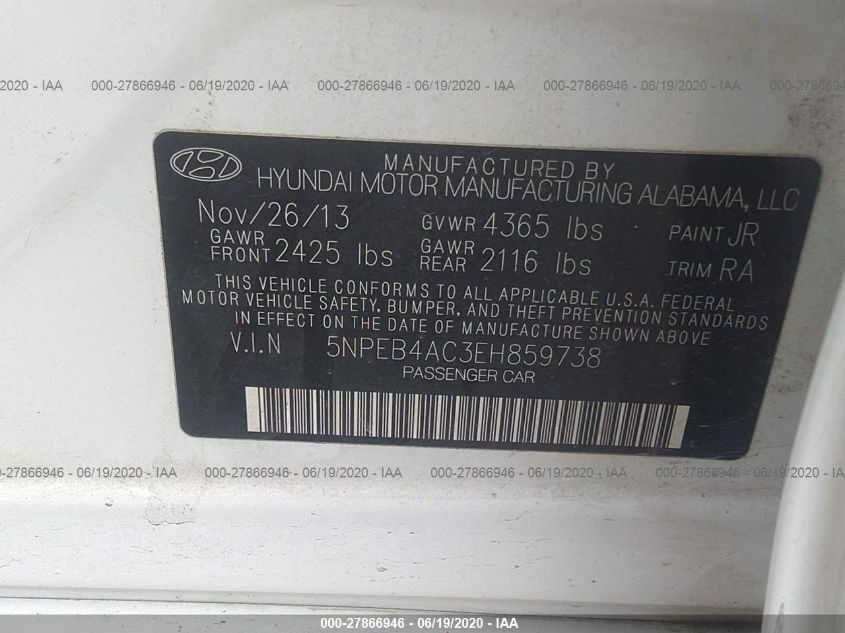 2020 - IAA 000-27866946 - 06/19/2020 - IAA 000-27866946 - 06/19/2020 - IAA 000-27866946 - 06/19/2020 - IAA 000-27866946
MANUFACTURED BY
HYUNDAI MOTOR MANUFACTURING ALABAMA, LLC
Nov/26/13 GVWR 4365 lbs PAINT JR
GAWR FRONT 2425 lbs GAWR REAR 2116 lbs TRIM RA
THIS VEHICLE CONFORMS TO ALL APPLICABLE U.S.A. FEDERAL
MOTOR VEHICLE SAFETY, BUMPER, AND THEFT PREVENTION STANDARDS
IN EFFECT ON THE DATE OF MANUFACTURE SHOWN ABOVE
V.I.N 5NPEB4AC3EH859738
PASSENGER CAR
000-27866946 - 06/19/2020 - IAA 000-27866946 - 06/19/2020 - IAA 000-27866946 - 06/19/2020 - IAA 000-27866946 - 06/19/2020
000-27866946 - 06/19/2020 - IAA